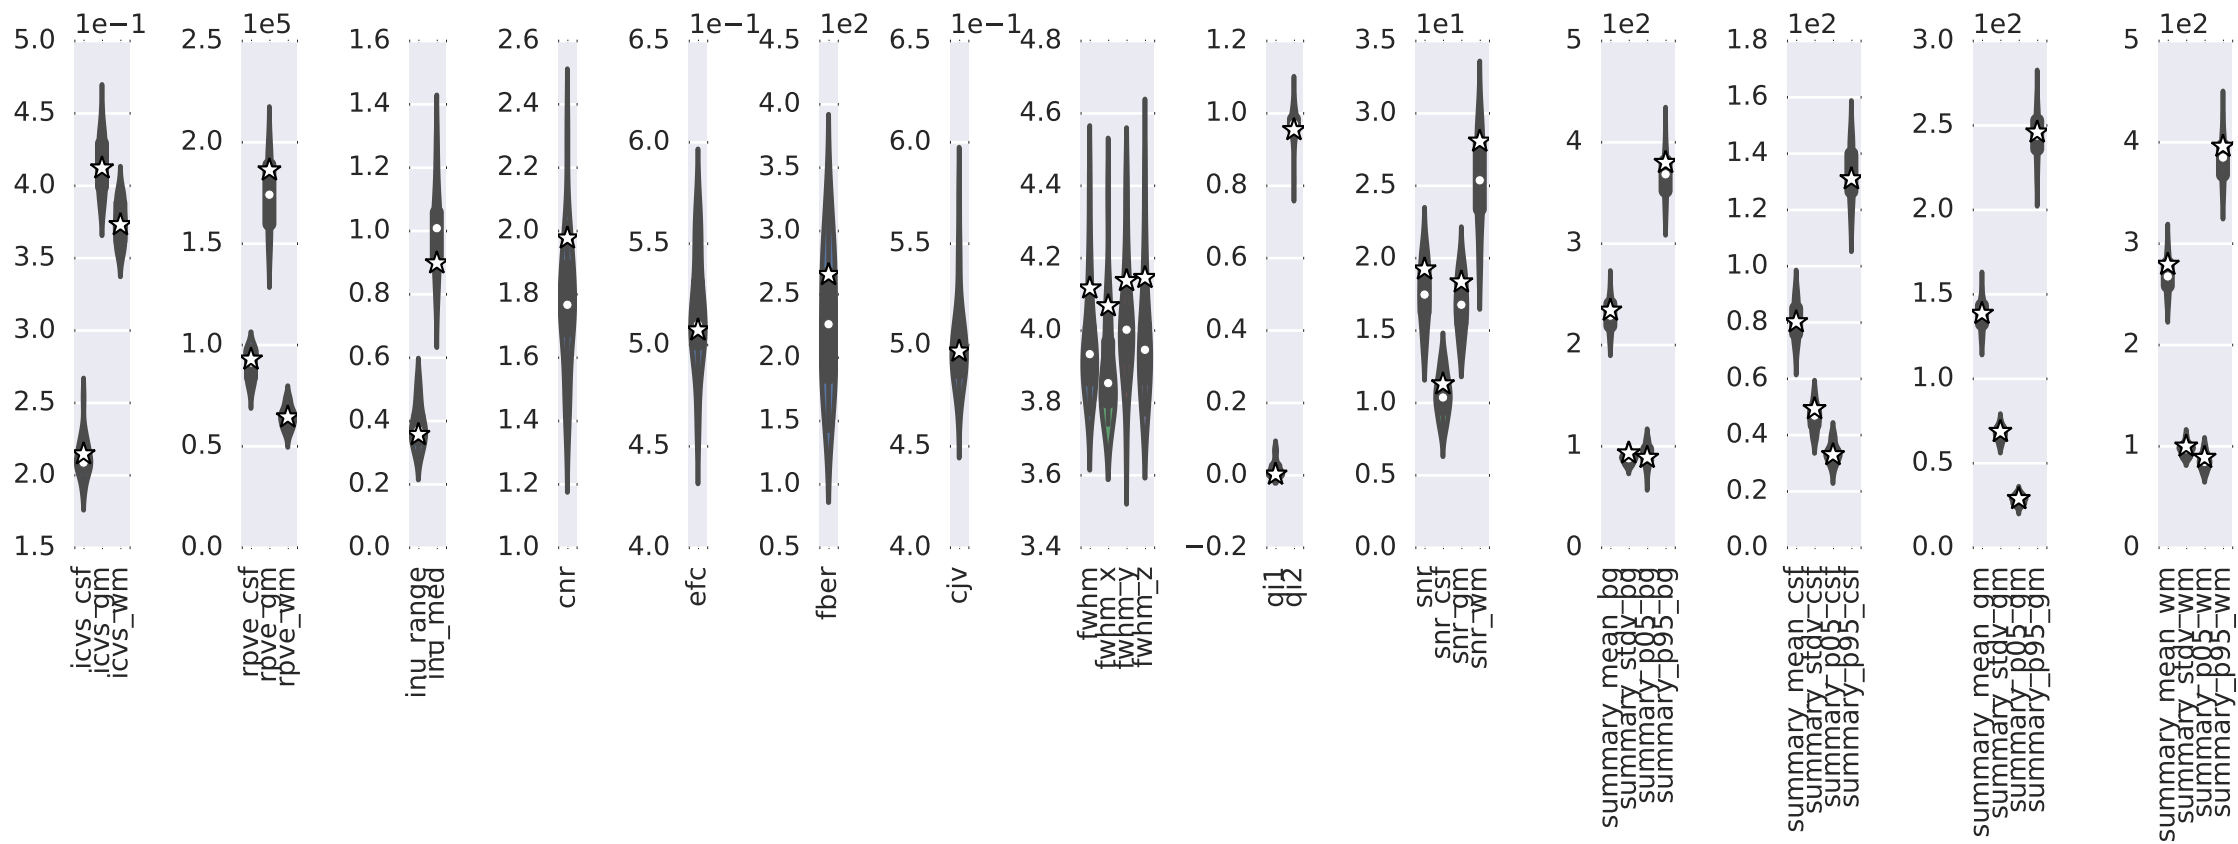 1e−1
5.0
4.5
4.0
3.5
3.0
2.5
2.0
1.5
icvs_csf
icvs_gm
icvs_wm
1e5
2.5
2.0
1.5
1.0
0.5
0.0
rpve_csf
rpve_gm
rpve_wm
1.6
1.4
1.2
1.0
0.8
0.6
0.4
0.2
0.0
inu_range
inu_med
2.6
2.4
2.2
2.0
1.8
1.6
1.4
1.2
1.0
cnr
1e−1
6.5
6.0
5.5
5.0
4.5
4.0
efc
1e2
4.5
4.0
3.5
3.0
2.5
2.0
1.5
1.0
0.5
fber
1e−1
6.5
6.0
5.5
5.0
4.5
4.0
cjv
4.8
4.6
4.4
4.2
4.0
3.8
3.6
3.4
fwhm
fwhm_x
fwhm_y
fwhm_z
1.2
1.0
0.8
0.6
0.4
0.2
0.0
−0.2
qi1
qi2
1e1
3.5
3.0
2.5
2.0
1.5
1.0
0.5
0.0
snr
snr_csf
snr_gm
snr_wm
1e2
5
4
3
2
1
0
summary_mean_bg
summary_stdv_bg
summary_p05_bg
summary_p95_bg
1e2
1.8
1.6
1.4
1.2
1.0
0.8
0.6
0.4
0.2
0.0
summary_mean_csf
summary_stdv_csf
summary_p05_csf
summary_p95_csf
1e2
3.0
2.5
2.0
1.5
1.0
0.5
0.0
summary_mean_gm
summary_stdv_gm
summary_p05_gm
summary_p95_gm
1e2
5
4
3
2
1
0
summary_mean_wm
summary_stdv_wm
summary_p05_wm
summary_p95_wm